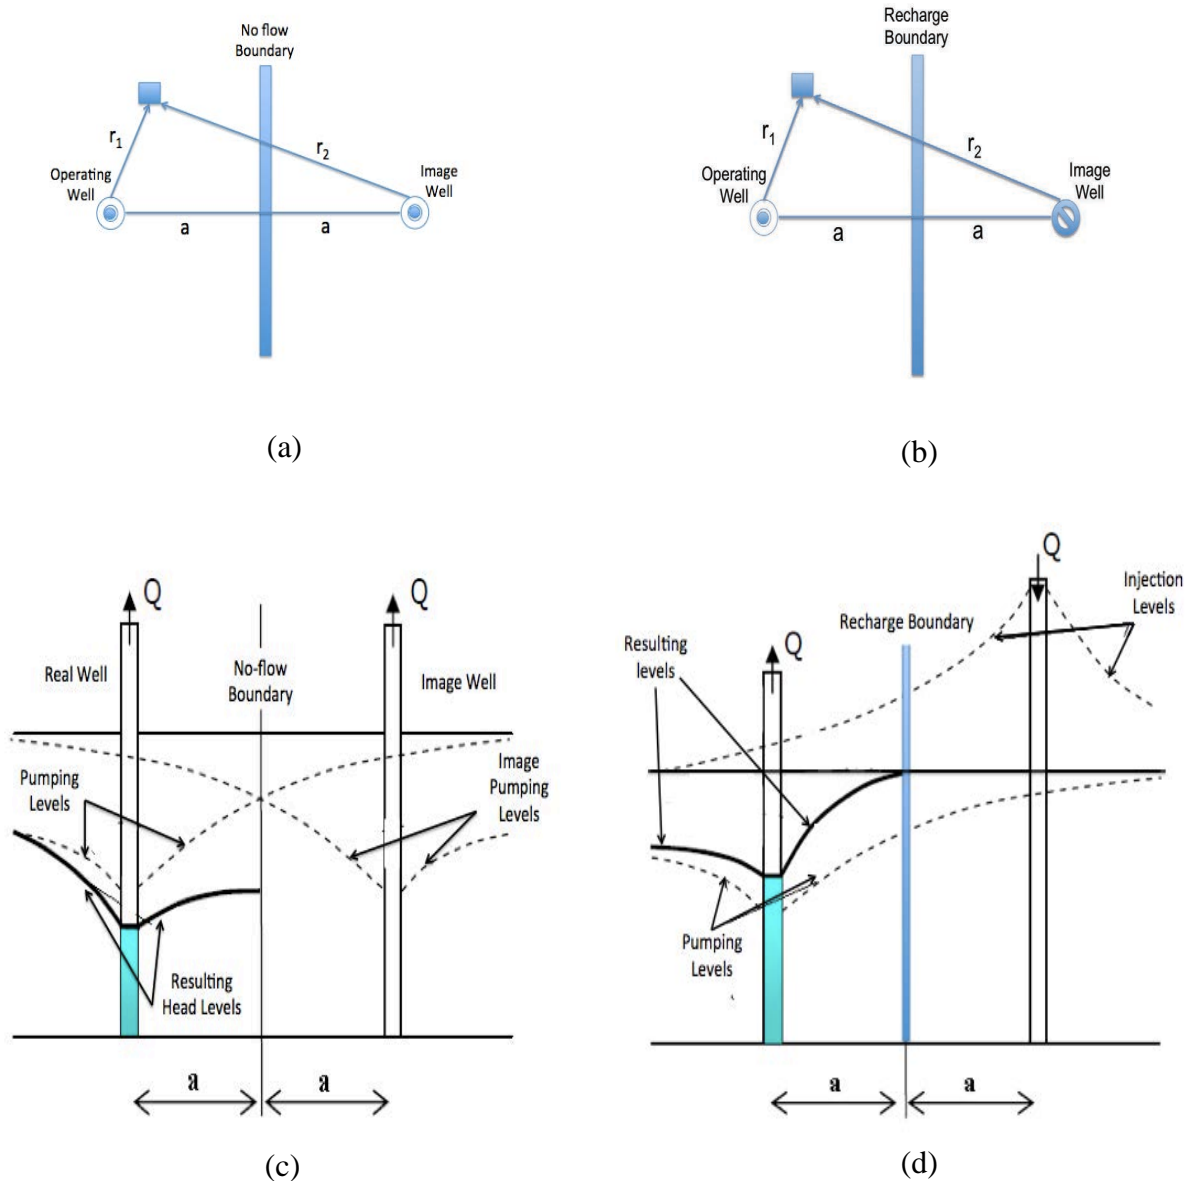 No flow
Boundary
r1
r2
Operating
Well
Image
Well
a
a
(a)
Recharge
Boundary
r1
r2
Operating
Well
Image
Well
a
a
(b)
Q
Q
Real Well
No-flow
Boundary
Image Well
Pumping
Levels
Image
Pumping
Levels
Resulting
Head Levels
a
a
(c)
Q
Injection
Levels
Recharge Boundary
Resulting
levels
Q
Pumping
Levels
a
a
(d)